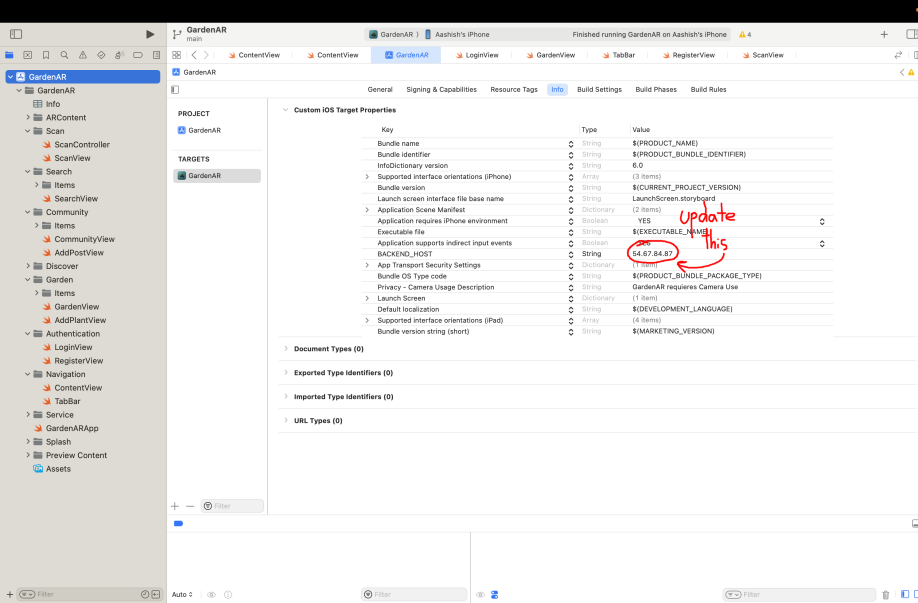 GardenAR
main
GardenAR
Aashish's iPhone
Finished running GardenAR on Aashish's iPhone
4
ContentView
ContentView
GardenAR
LoginView
GardenView
TabBar
RegisterView
ScanView
GardenAR
GardenAR
GardenAR
Info
ARContent
Scan
ScanController
ScanView
Search
Items
SearchView
Community
Items
CommunityView
AddPostView
Discover
Garden
Items
GardenView
AddPlantView
Authentication
LoginView
RegisterView
Navigation
ContentView
TabBar
Service
GardenARApp
Splash
Preview Content
Assets
Filter
General Signing & Capabilities Resource Tags Info Build Settings Build Phases Build Rules
PROJECT
GardenAR
TARGETS
GardenAR
Filter
Custom iOS Target Properties
Key Type Value
Bundle name String $(PRODUCT_NAME)
Bundle identifier String $(PRODUCT_BUNDLE_IDENTIFIER)
InfoDictionary version String 6.0
Supported interface orientations (iPhone) Array (3 items)
Bundle version String $(CURRENT_PROJECT_VERSION)
Launch screen interface file base name String LaunchScreen.storyboard
Application Scene Manifest Dictionary (2 items)
Application requires iPhone environment Boolean YES
Executable file String $(EXECUTABLE_NAME)
Application supports indirect input events Boolean YES
BACKEND_HOST String 54.67.84.87
App Transport Security Settings Dictionary (1 item)
Bundle OS Type code String $(PRODUCT_BUNDLE_PACKAGE_TYPE)
Privacy - Camera Usage Description String GardenAR requieres Camera Use
Launch Screen Dictionary (1 item)
Default localization String $(DEVELOPMENT_LANGUAGE)
Supported interface orientations (iPad) Array (4 items)
Bundle version string (short) String $(MARKETING_VERSION)
update
this
Document Types (0)
Exported Type Identifiers (0)
Imported Type Identifiers (0)
URL Types (0)
Auto
Filter
Filter